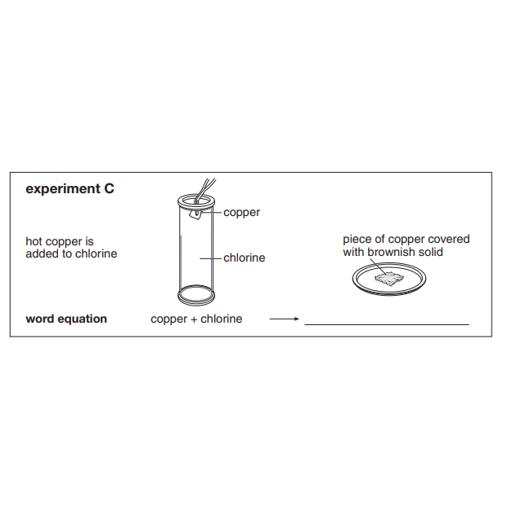 experiment C
copper
hot copper is
added to chlorine
chlorine
piece of copper covered
with brownish solid
word equation
copper + chlorine